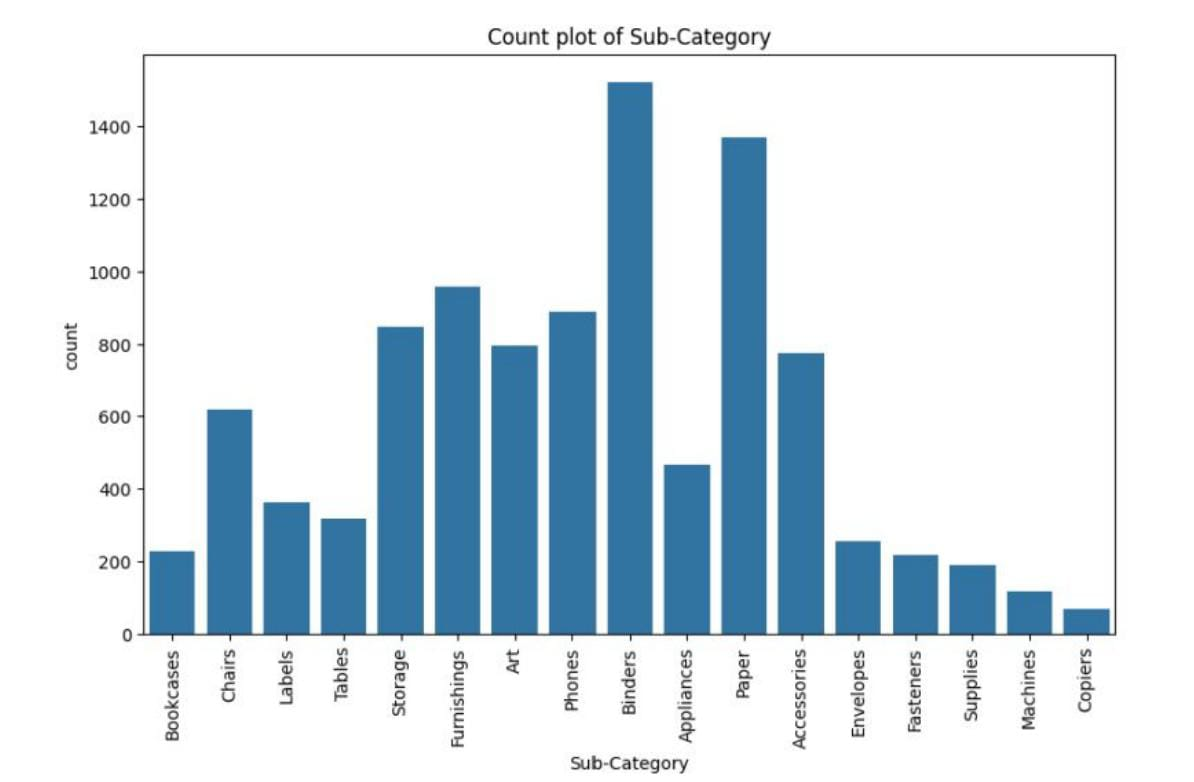 Count plot of Sub-Category
count
1400
1200
1000
800
600
400
200
0
Bookcases
Chairs
Labels
Tables
Storage
Furnishings
Art
Phones
Binders
Appliances
Paper
Accessories
Envelopes
Fasteners
Supplies
Machines
Copiers
Sub-Category